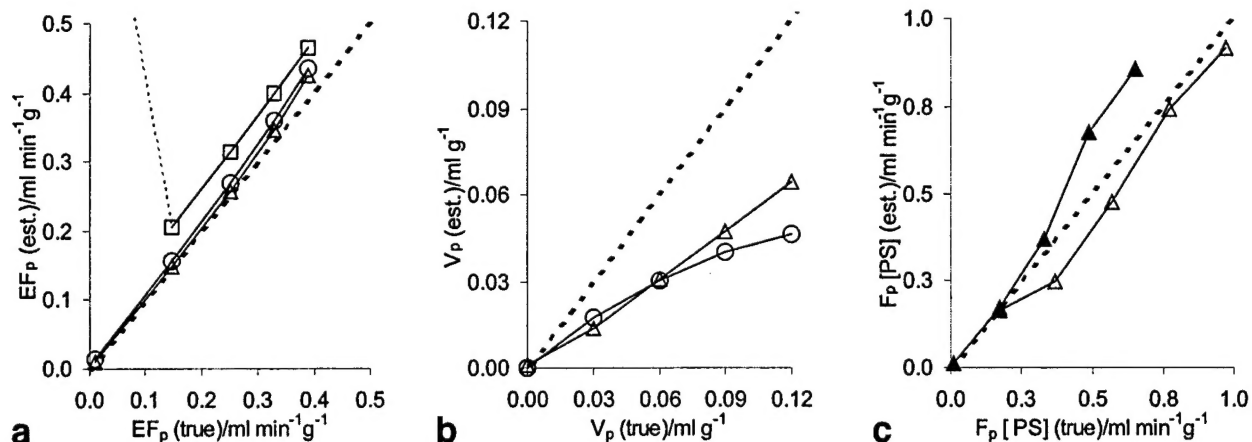 0.5
0.4
0.3
0.2
0.1
0.0
EFp (est.)/ml min-1g-1
0.0 0.1 0.2 0.3 0.4 0.5
EFp (true)/ml min-1g-1
a
0.12
0.09
0.06
0.03
0.00
Vp (est.)/ml g-1
0.00 0.03 0.06 0.09 0.12
Vp (true)/ml g-1
b
1.0
0.8
0.5
0.3
0.0
Fp [PS] (est.)/ml min-1g-1
0.0 0.3 0.5 0.8 1.0
Fp [PS] (true)/ml min-1g-1
c